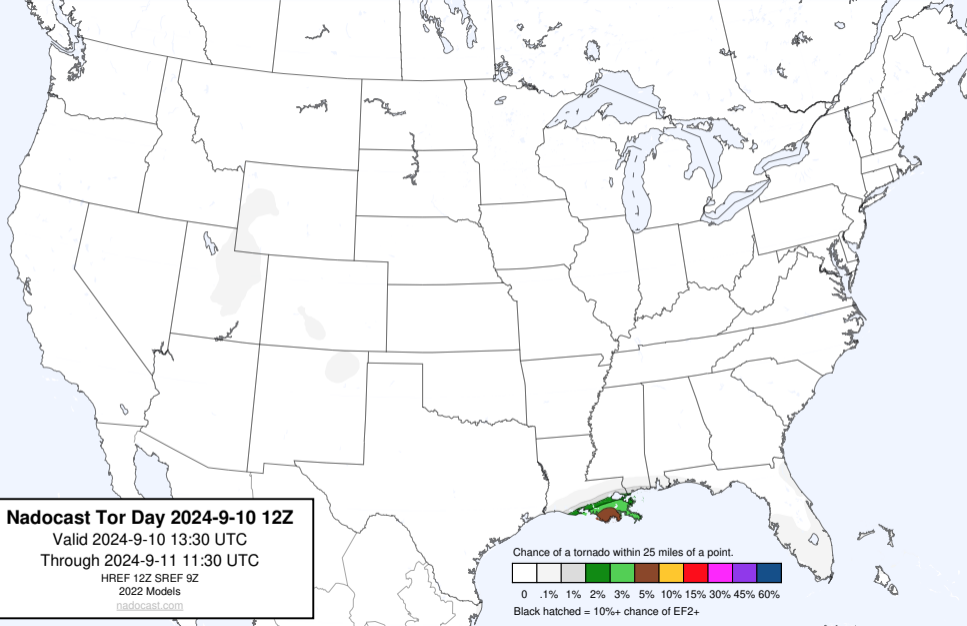 Nadocast Tor Day 2024-9-10 12Z
Valid 2024-9-10 13:30 UTC
Through 2024-9-11 11:30 UTC
HREF 12Z SREF 9Z
2022 Models
nadocast.com
Chance of a tornado within 25 miles of a point.
0 .1% 1% 2% 3% 5% 10% 15% 30% 45% 60%
Black hatched = 10%+ chance of EF2+